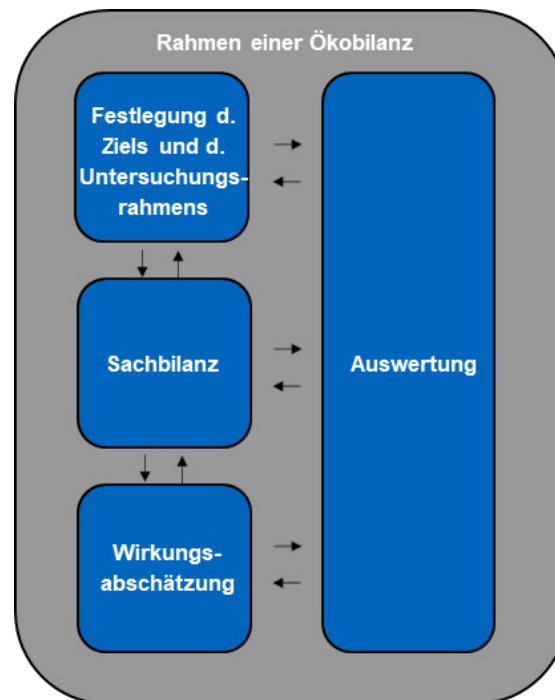 Rahmen einer Ökobilanz
Festlegung d.
Ziels und d.
Untersuchungs-
rahmens
Sachbilanz
Auswertung
Wirkungs-
abschätzung